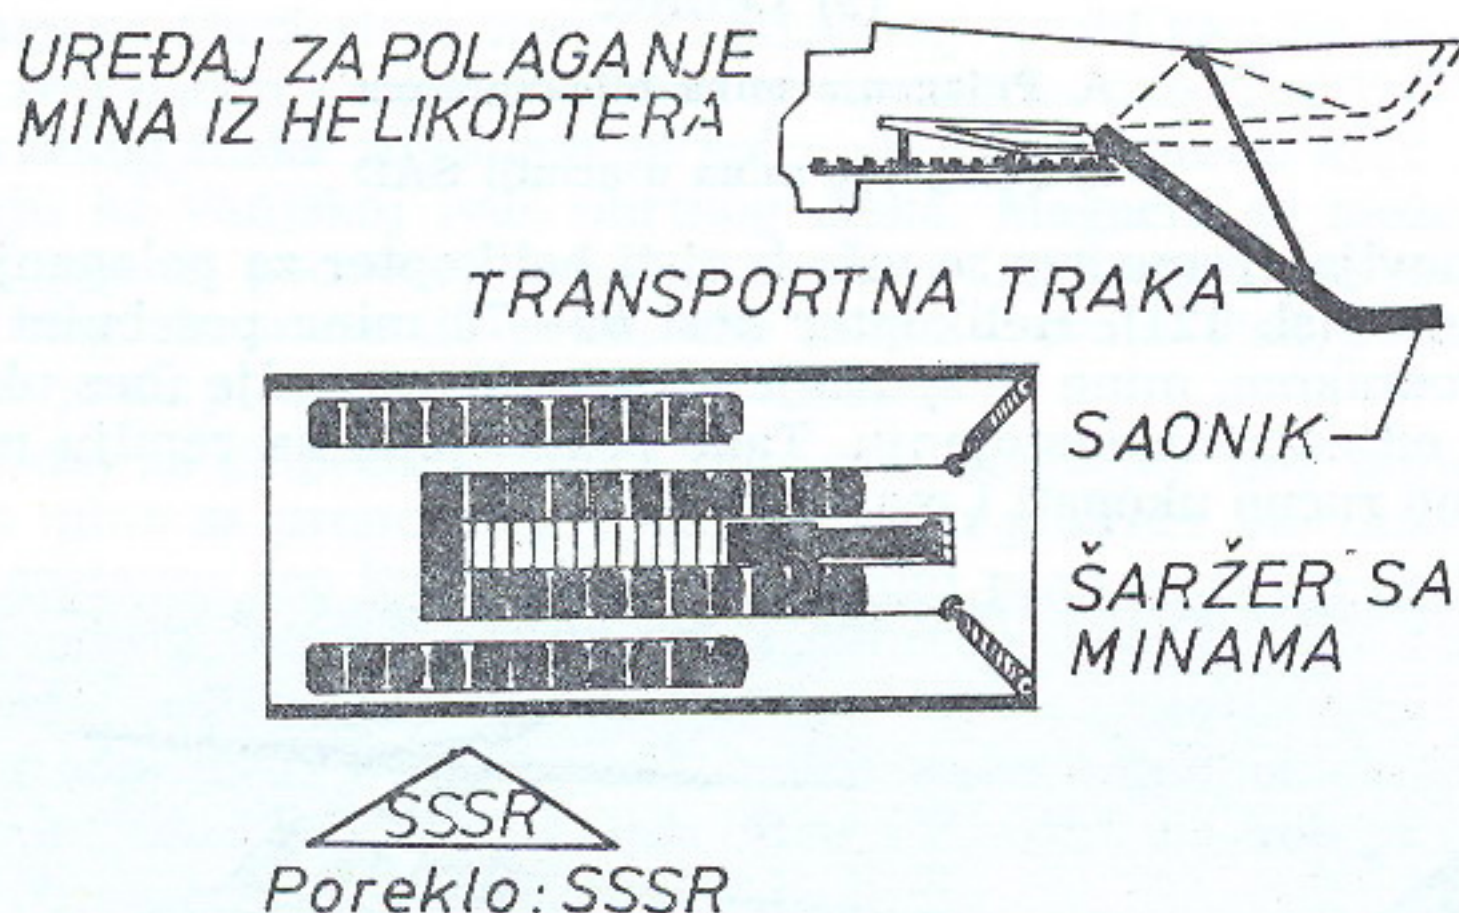 UREĐAJ ZA POLAGANJE
MINA IZ HELIKOPTERA
TRANSPORTNA TRAKA
SAONIK
ŠARŽER SA
MINAMA
SSSR
Poreklo: SSSR